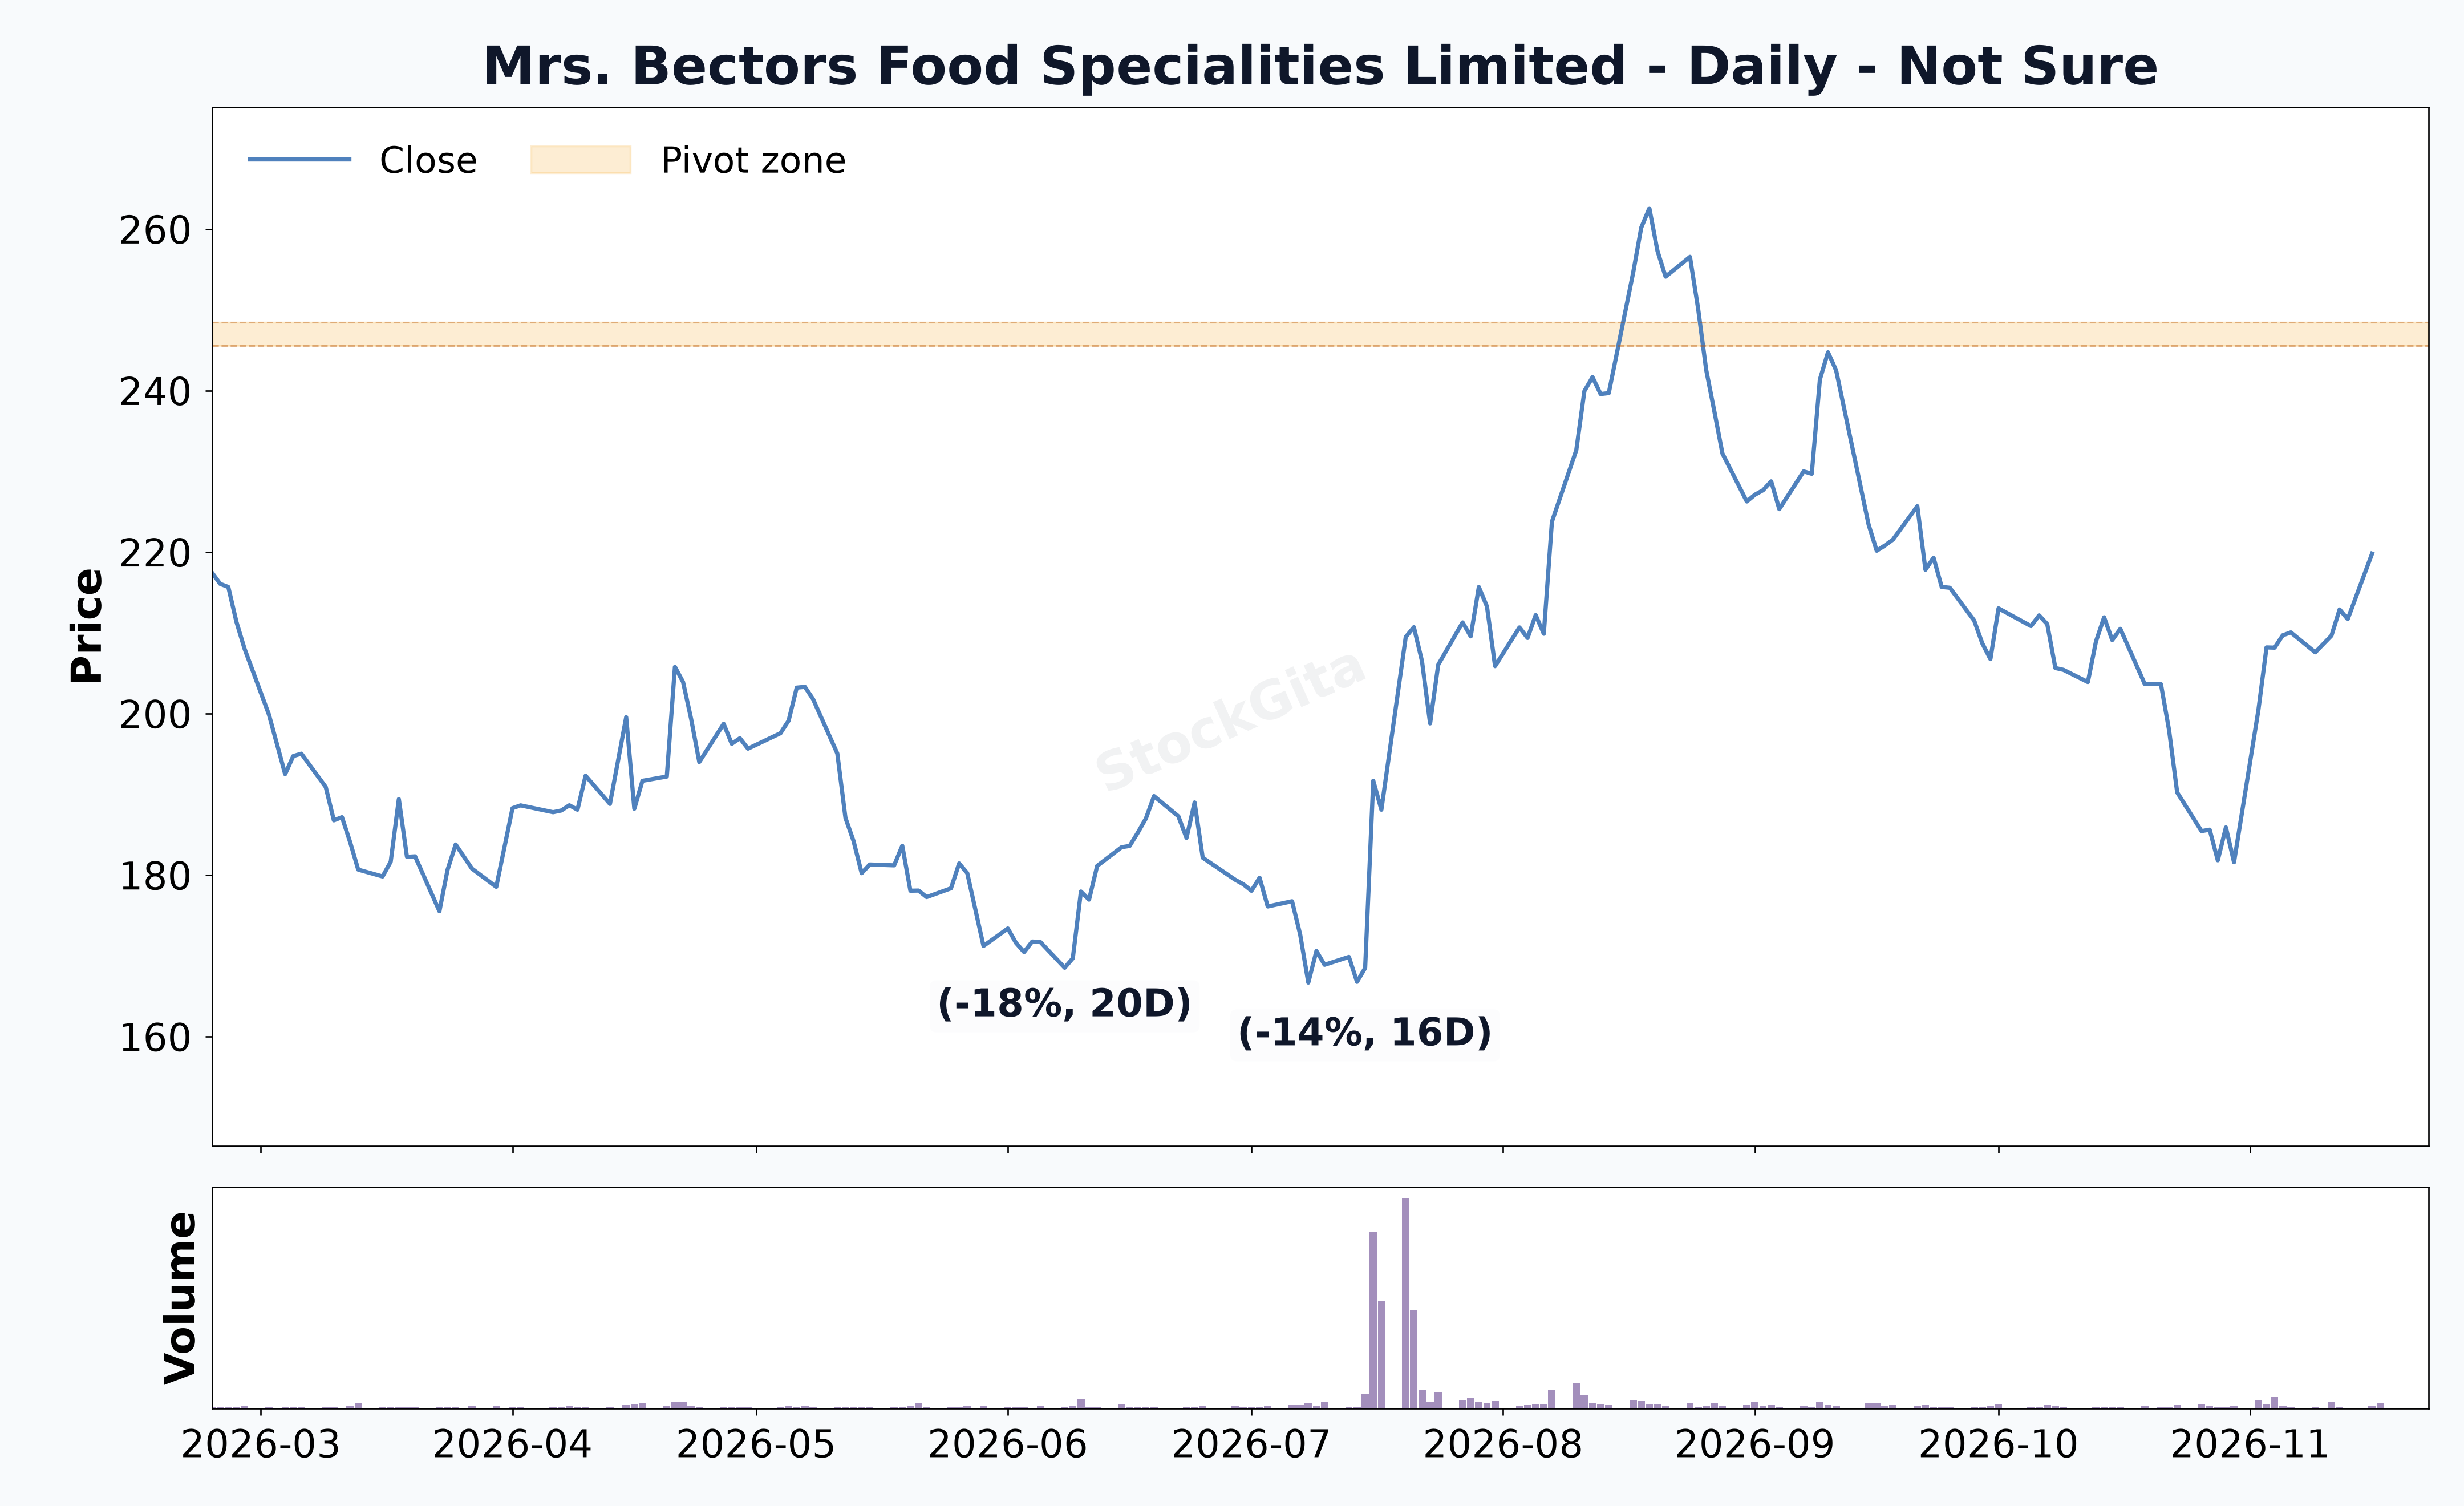 Mrs. Bectors Food Specialities Limited - Daily - Not Sure
Close
Pivot zone
260
240
220
200
180
160
Price
StockGita
(-18%, 20D)
(-14%, 16D)
Volume
2026-03
2026-04
2026-05
2026-06
2026-07
2026-08
2026-09
2026-10
2026-11